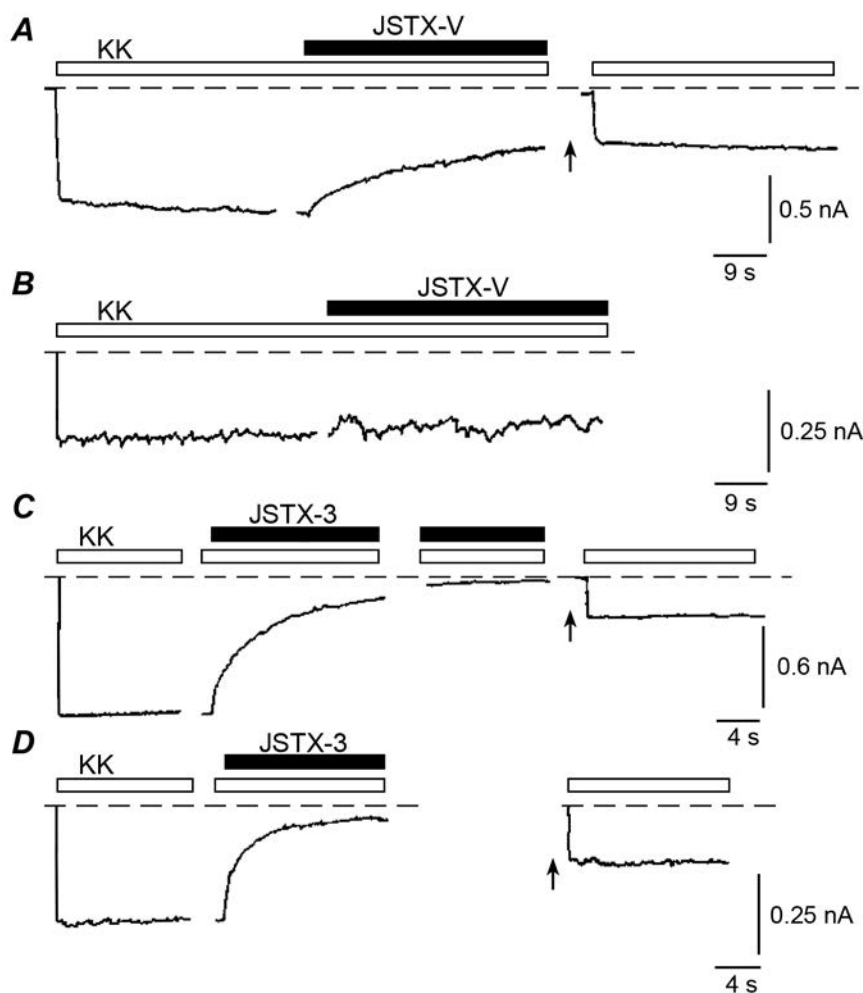 A
JSTX-V
KK
0.5 nA
9 s
B
JSTX-V
KK
0.25 nA
9 s
C
JSTX-3
KK
0.6 nA
4 s
D
JSTX-3
KK
0.25 nA
4 s